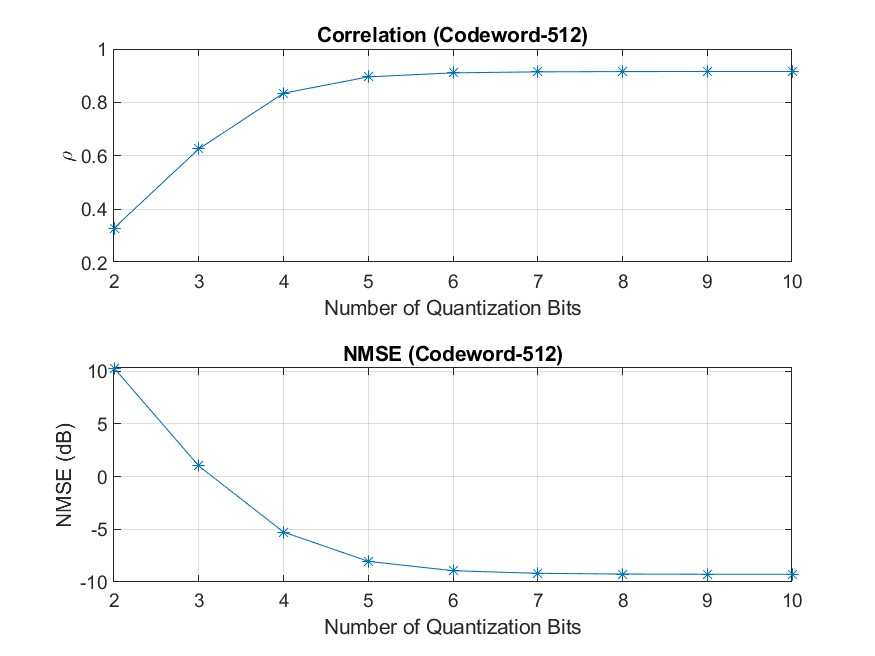 Correlation (Codeword-512)
1
0.8
0.6
0.4
0.2
ρ
2 3 4 5 6 7 8 9 10
Number of Quantization Bits
NMSE (Codeword-512)
10
5
0
-5
-10
NMSE (dB)
2 3 4 5 6 7 8 9 10
Number of Quantization Bits